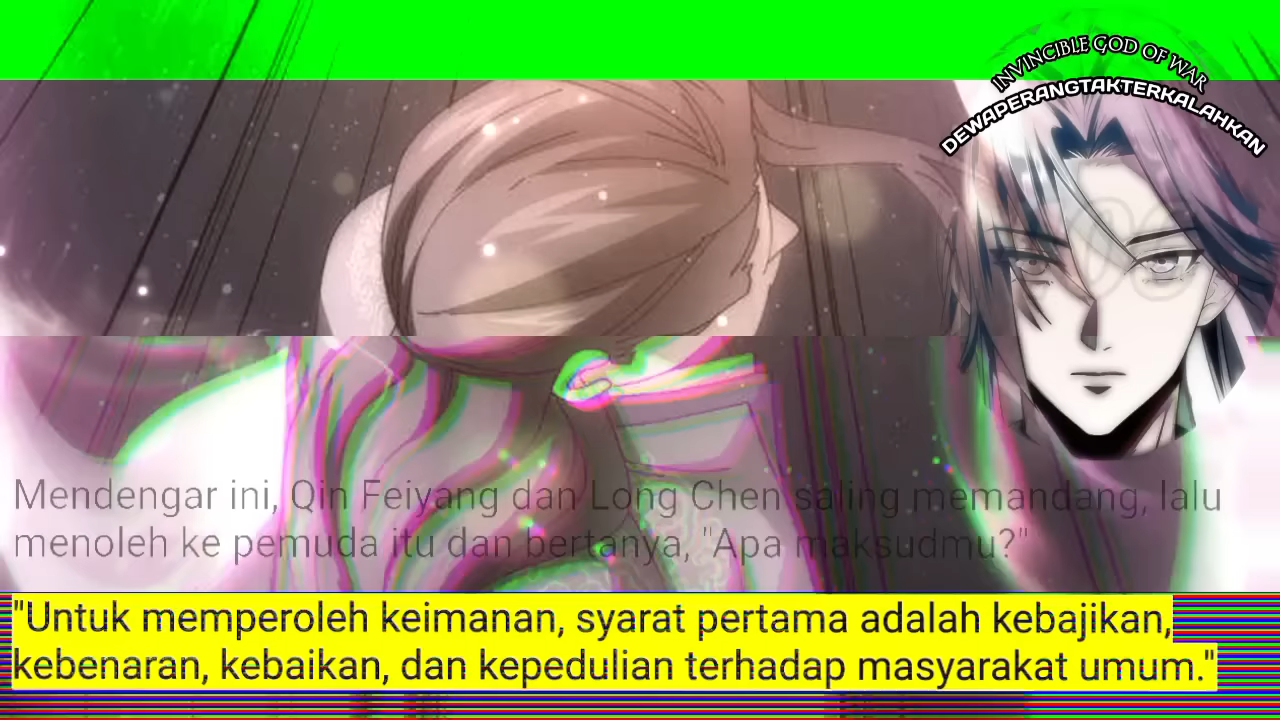 INVINCIBLE GOD OF WAR
DEWAPERANGTAKTERKALAHKAN
Mendengar ini, Qin Feiyang dan Long Chen saling memandang, lalu
menoleh ke pemuda itu dan bertanya, "Apa maksudmu?"
"Untuk memperoleh keimanan, syarat pertama adalah kebajikan,
kebenaran, kebaikan, dan kepedulian terhadap masyarakat umum."